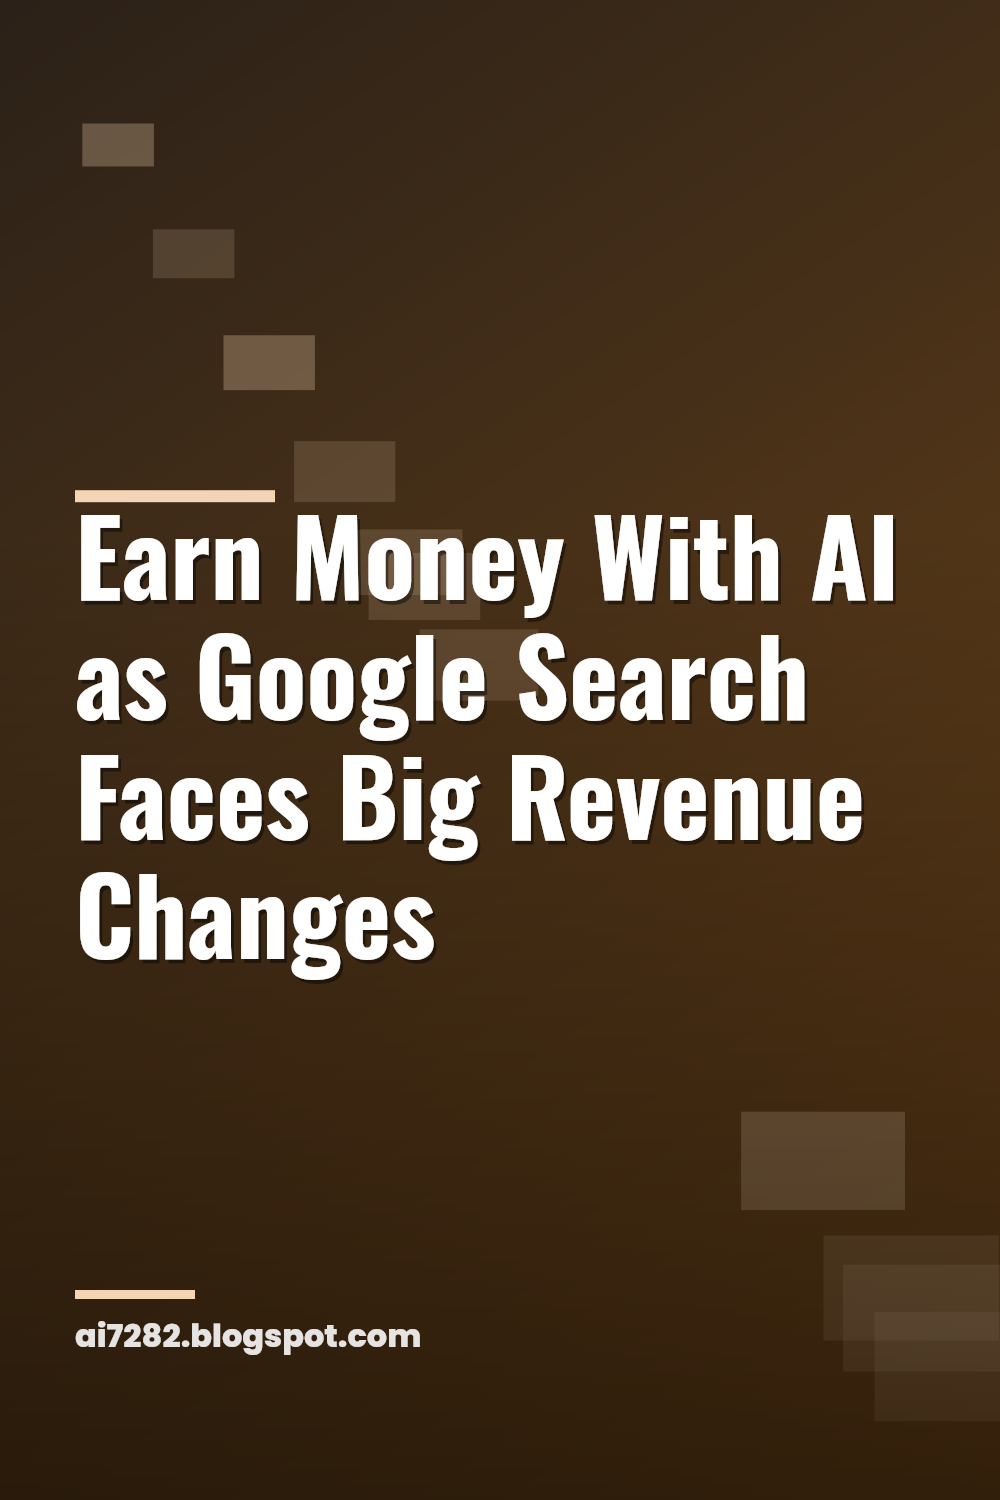 Earn Money With AI
as Google Search
Faces Big Revenue
Changes
ai7282.blogspot.com